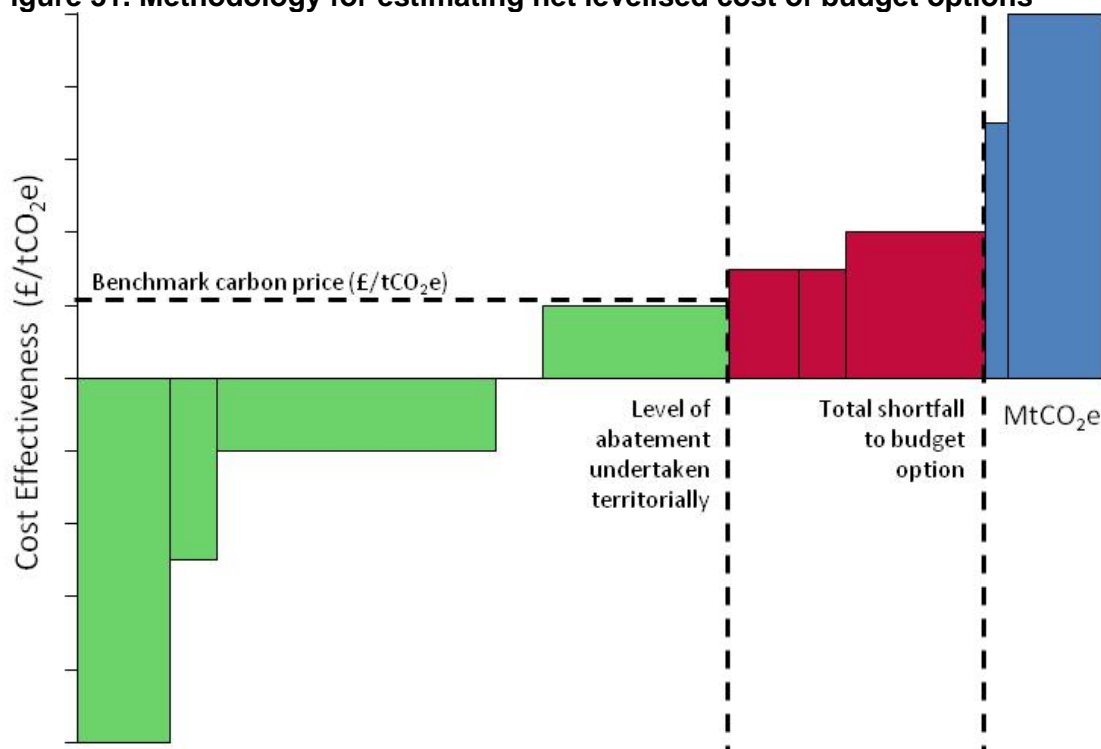 igure 31: Methodology for estimating net levelised cost of budget options
Cost Effectiveness (£/tCO₂e)
Benchmark carbon price (£/tCO₂e)
Level of
abatement
undertaken
territorially
Total shortfall
to budget
option
MtCO₂e